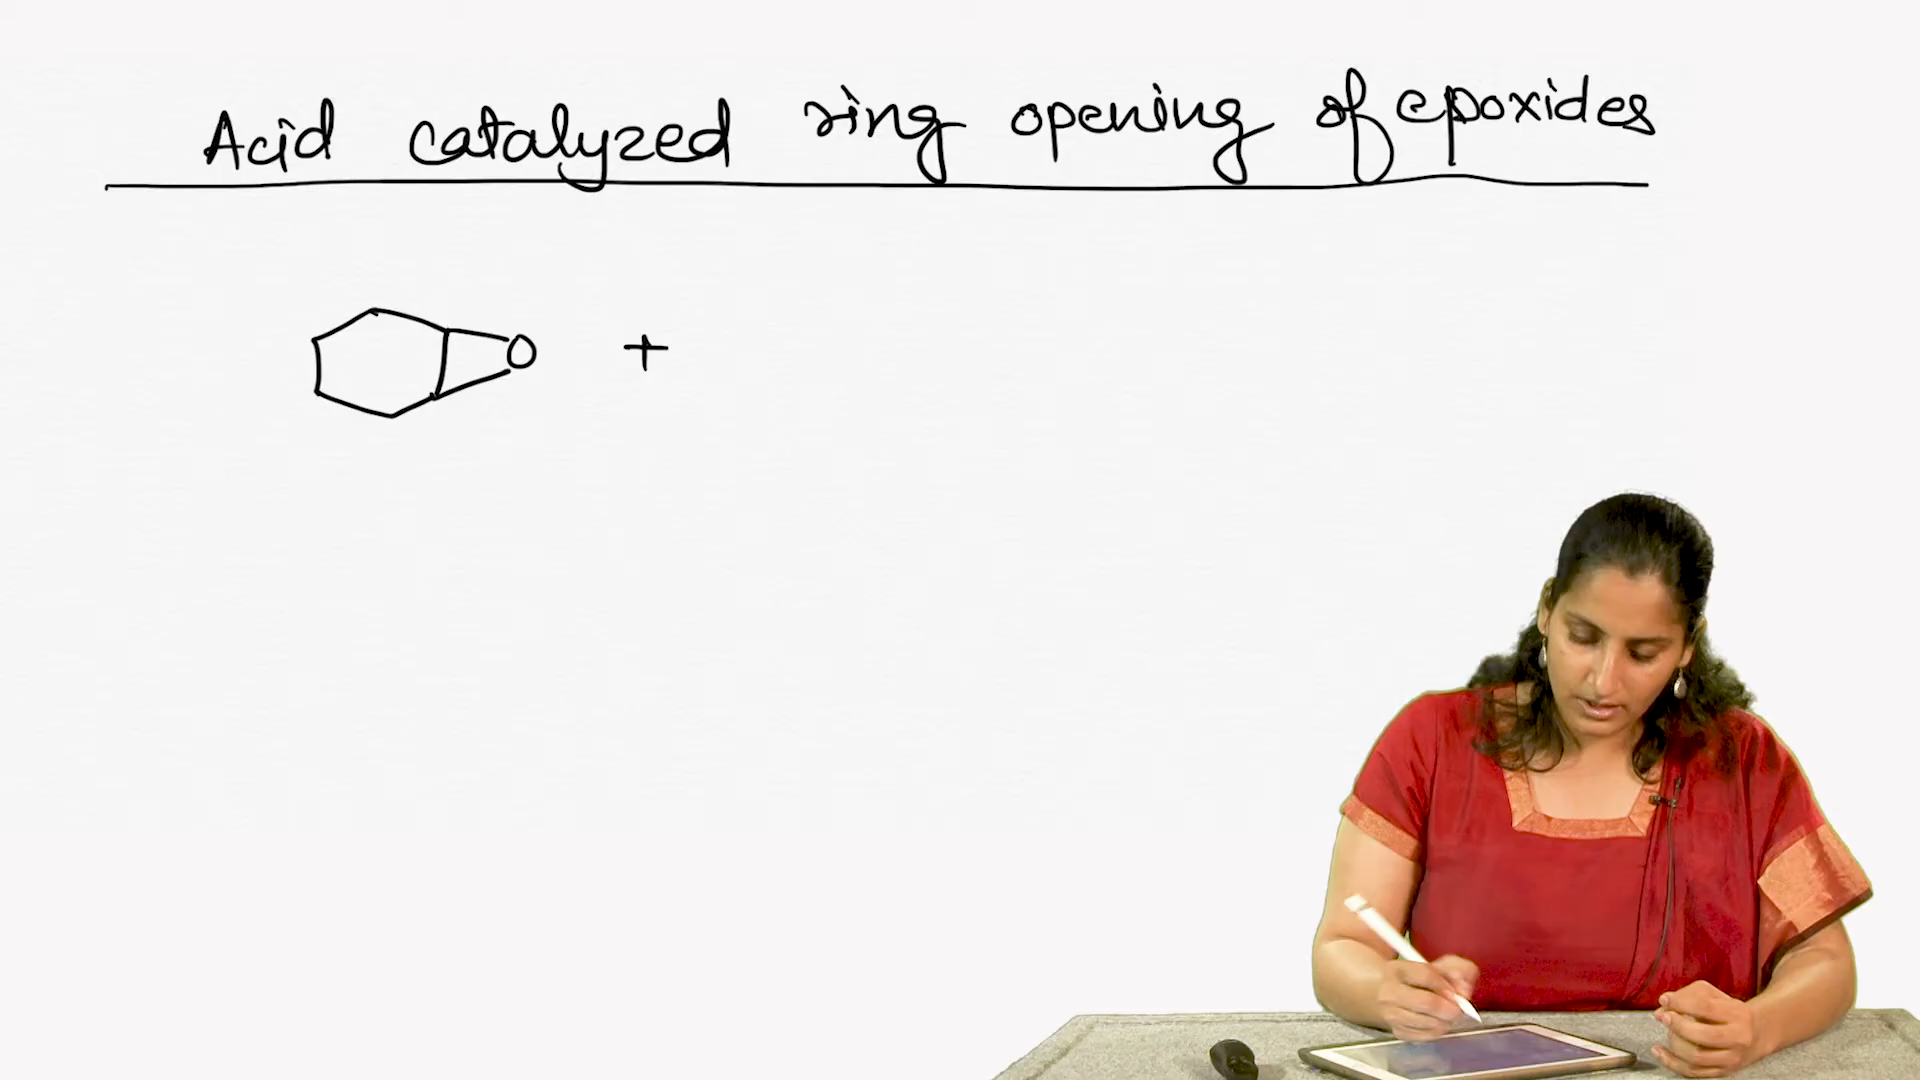 Acid catalyzed ring opening of epoxides
O +